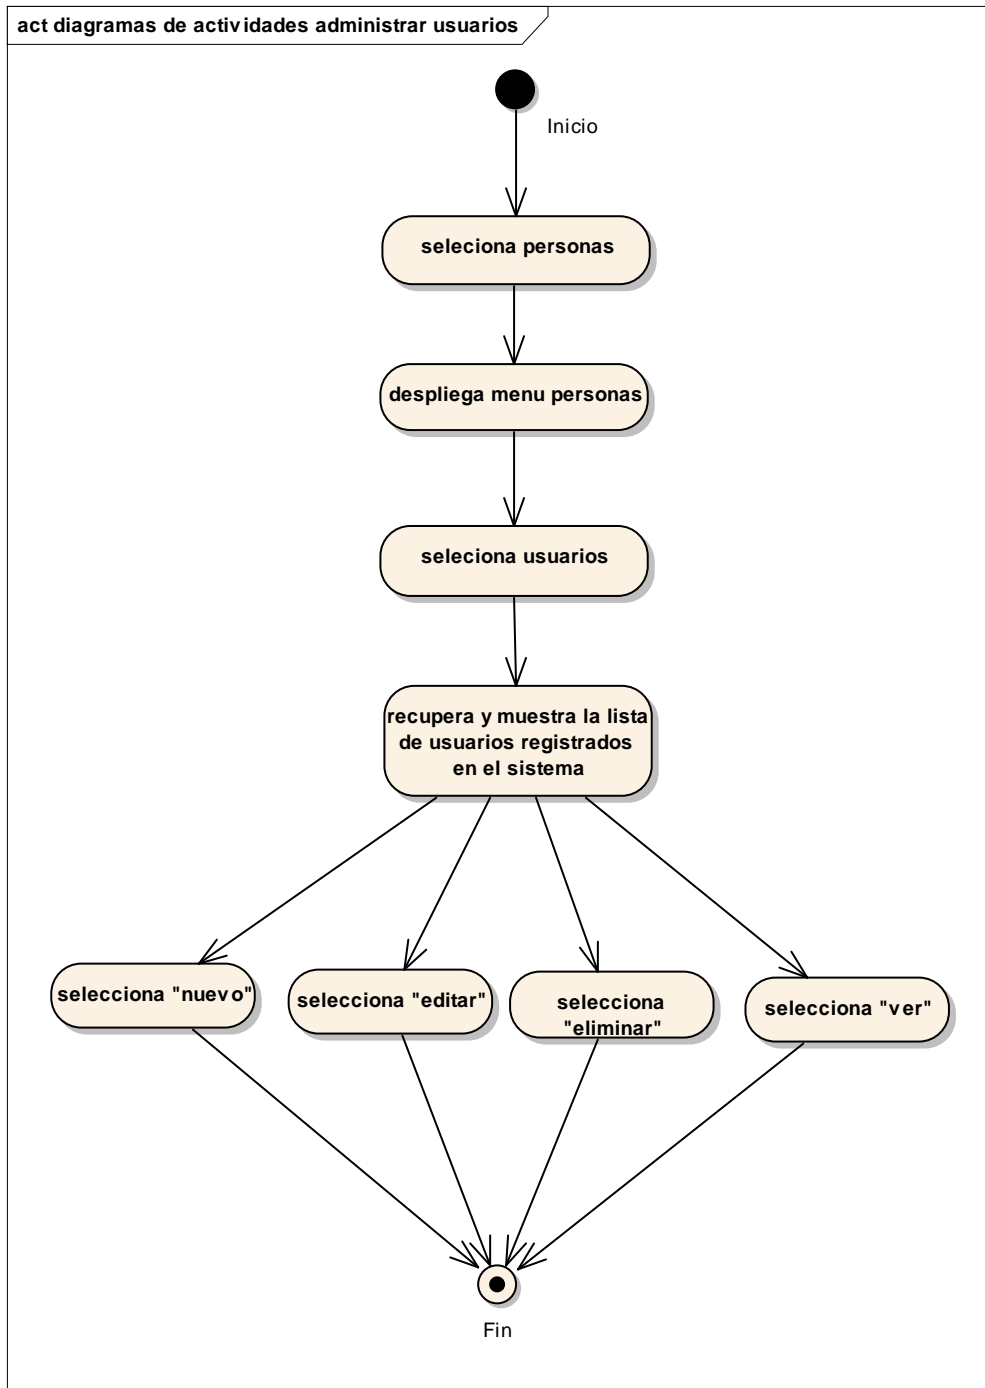 act diagramas de actividades administrar usuarios
Inicio
seleciona personas
despliega menu personas
seleciona usuarios
recupera y muestra la lista
de usuarios registrados
en el sistema
selecciona "nuevo"
selecciona "editar"
selecciona
"eliminar"
selecciona "ver"
Fin